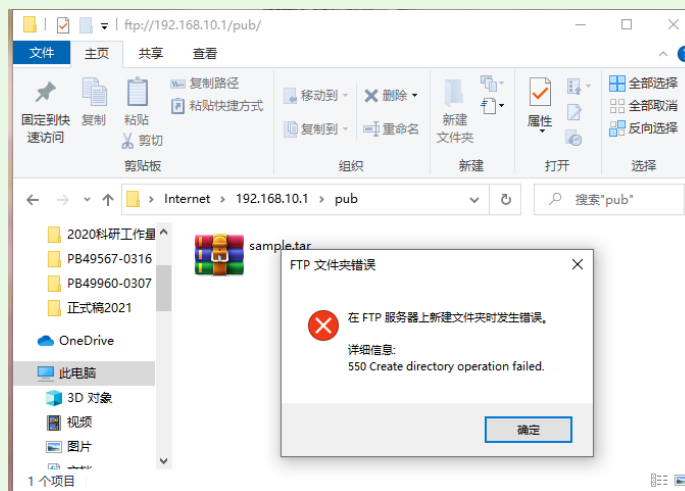 ftp://192.168.10.1/pub/
文件 主页 共享 查看
固定到快速访问
复制
粘贴
复制路径
粘贴快捷方式
剪切
剪贴板
移动到
复制到
删除
重命名
组织
新建文件夹
新建
属性
打开
全部选择
全部取消
反向选择
选择
Internet › 192.168.10.1 › pub
搜索"pub"
2020科研工作量
PB49567-0316
PB49960-0307
正式稿2021
OneDrive
此电脑
3D 对象
视频
图片
sample.tar
FTP 文件夹错误
在 FTP 服务器上新建文件夹时发生错误。
详细信息:
550 Create directory operation failed.
确定
1 个项目